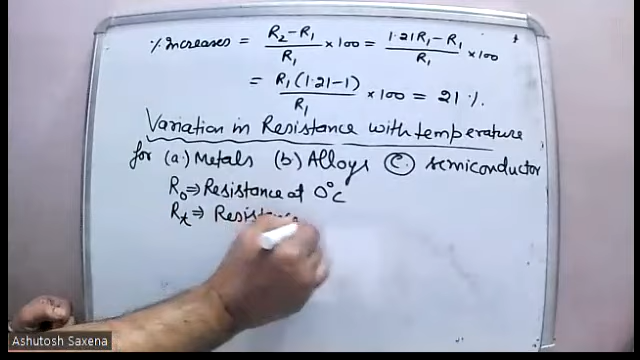 % Increases = (R₂ - R₁)/R₁ × 100 = (1.21R₁ - R₁)/R₁ × 100
= R₁(1.21-1)/R₁ × 100 = 21 %.
Variation in Resistance with temperature
for (a) Metals (b) Alloys (c) semiconductor
R₀ ⇒ Resistance at 0°C
Rₜ ⇒ Resistance
Ashutosh Saxena